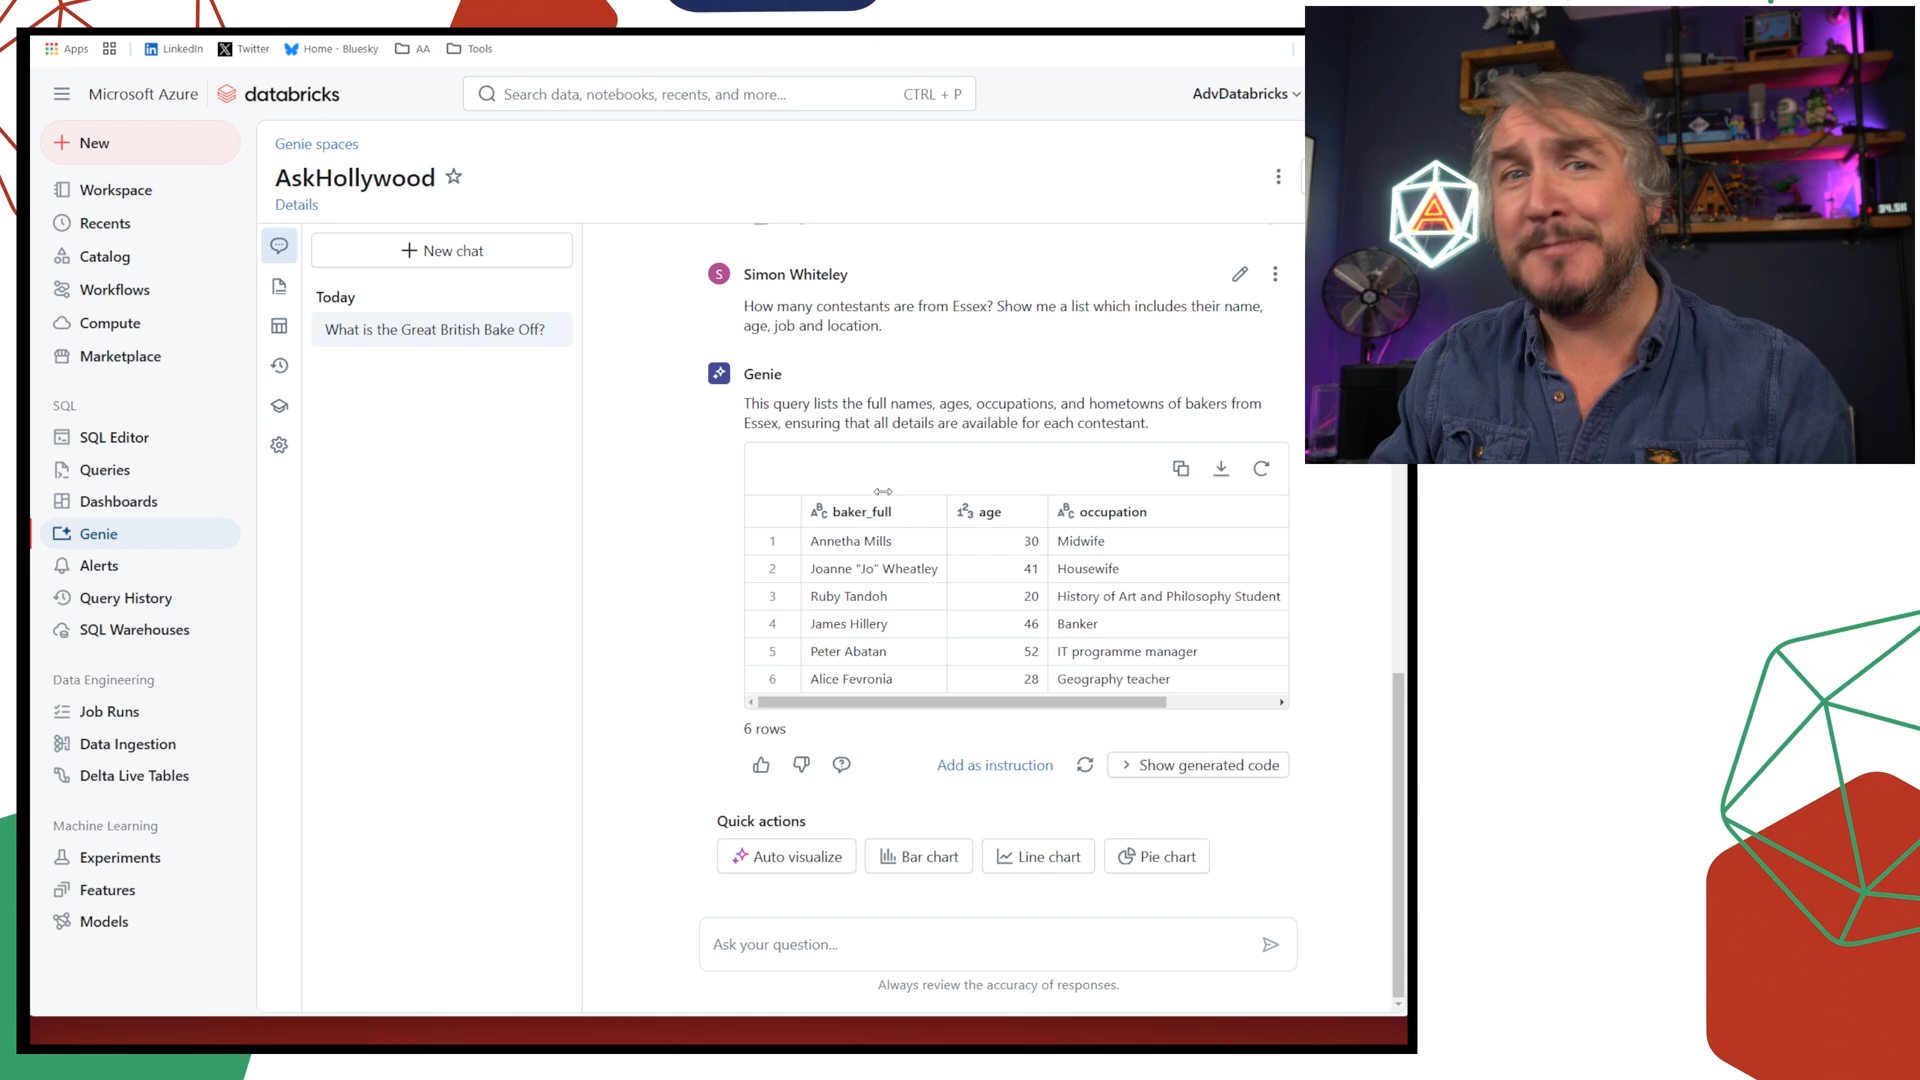 Apps
LinkedIn
Twitter
Home - Bluesky
AA
Tools
Microsoft Azure
databricks
Search data, notebooks, recents, and more...
CTRL + P
AdvDatabricks
New
Workspace
Recents
Catalog
Workflows
Compute
Marketplace
SQL
SQL Editor
Queries
Dashboards
Genie
Alerts
Query History
SQL Warehouses
Data Engineering
Job Runs
Data Ingestion
Delta Live Tables
Machine Learning
Experiments
Features
Models
Genie spaces
AskHollywood
Details
New chat
Today
What is the Great British Bake Off?
S
Simon Whiteley
How many contestants are from Essex? Show me a list which includes their name,
age, job and location.
Genie
This query lists the full names, ages, occupations, and hometowns of bakers from
Essex, ensuring that all details are available for each contestant.
baker_full age occupation
1 Annetha Mills 30 Midwife
2 Joanne "Jo" Wheatley 41 Housewife
3 Ruby Tandoh 20 History of Art and Philosophy Student
4 James Hillery 46 Banker
5 Peter Abatan 52 IT programme manager
6 Alice Fevronia 28 Geography teacher
6 rows
Add as instruction
Show generated code
Quick actions
Auto visualize
Bar chart
Line chart
Pie chart
Ask your question...
Always review the accuracy of responses.
A
34.5K